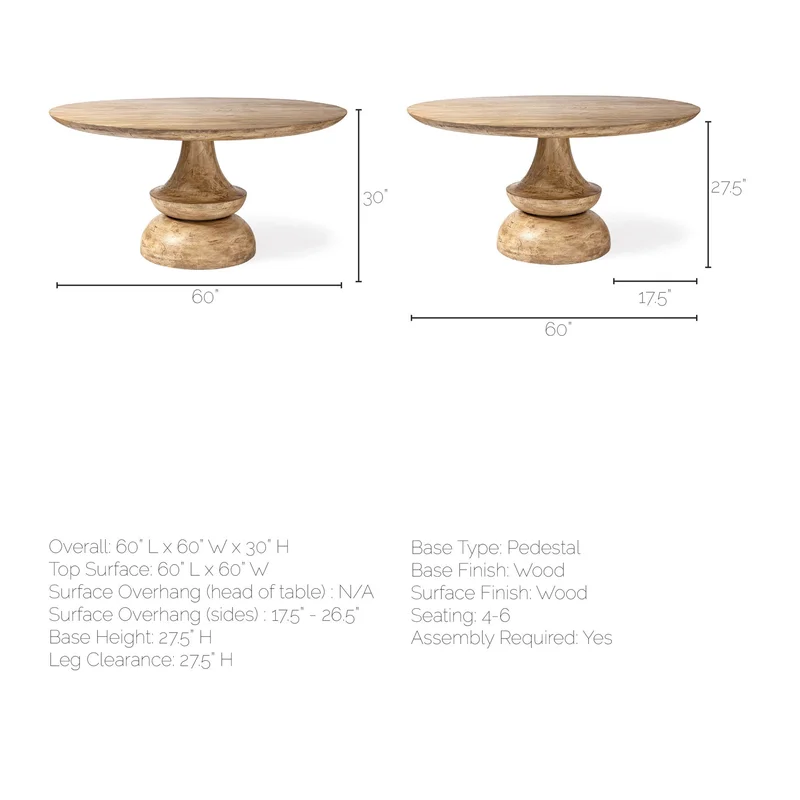 30"
60"
27.5"
17.5"
60"
Overall: 60" L x 60" W x 30" H
Top Surface: 60" L x 60" W
Surface Overhang (head of table) : N/A
Surface Overhang (sides) : 17.5" - 26.5"
Base Height: 27.5" H
Leg Clearance: 27.5" H
Base Type: Pedestal
Base Finish: Wood
Surface Finish: Wood
Seating: 4-6
Assembly Required: Yes